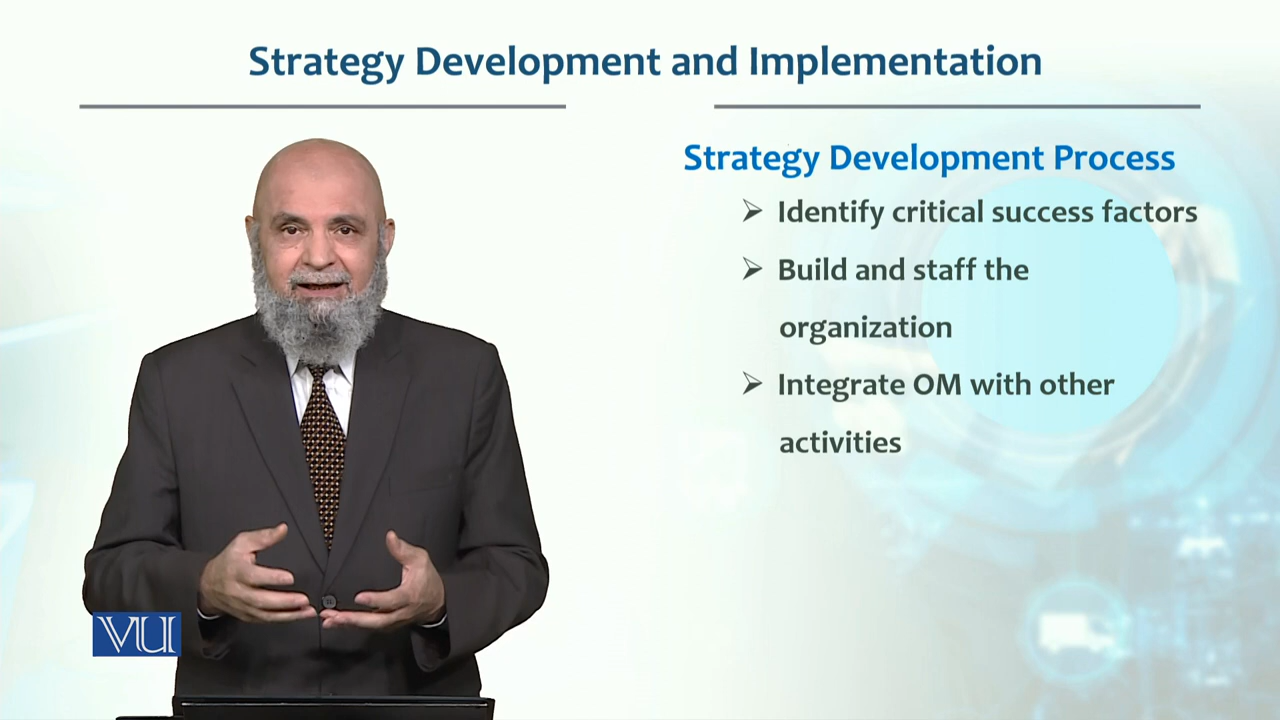 Strategy Development and Implementation
Strategy Development Process
➢ Identify critical success factors
➢ Build and staff the
organization
➢ Integrate OM with other
activities
VU